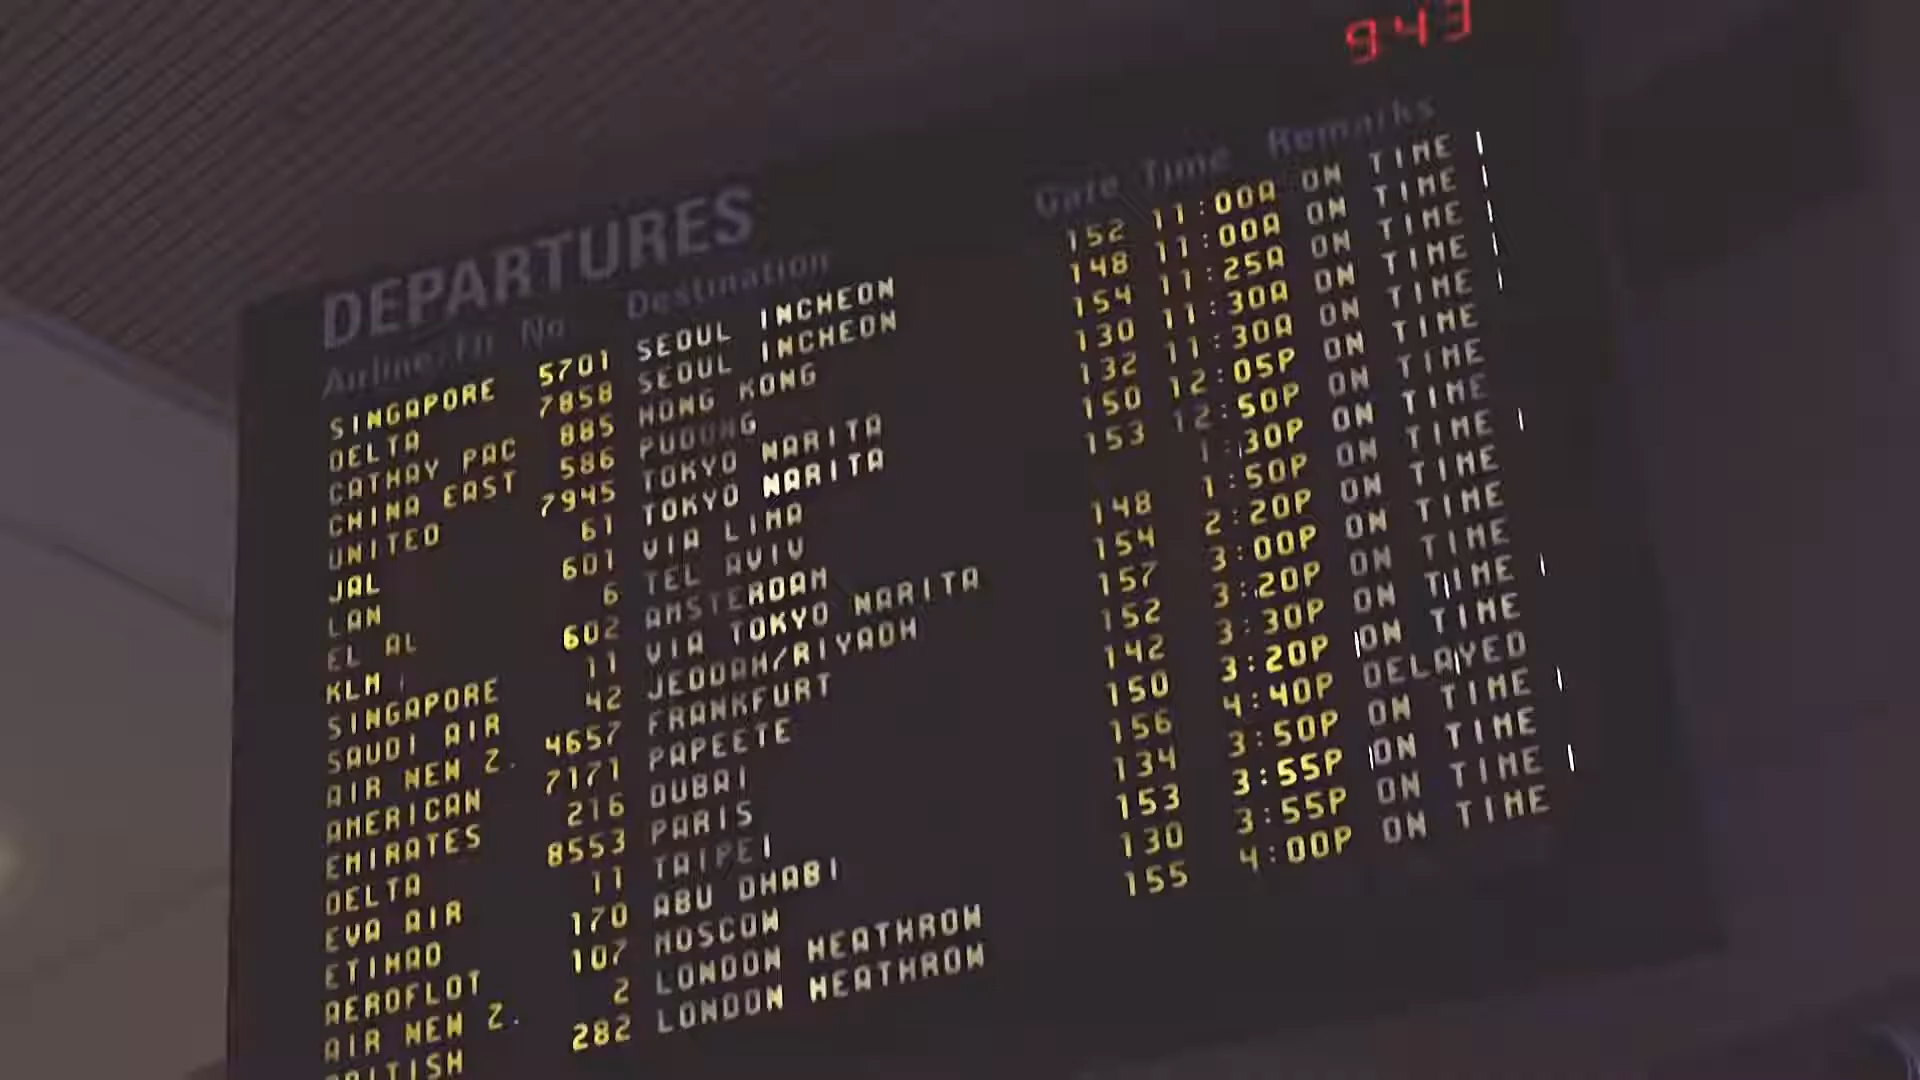 9:43
DEPARTURES
Airline/Flt No Destination Gate Time Remarks
SINGAPORE 5701 SEOUL INCHEON 152 11:00A ON TIME
DELTA 7858 SEOUL INCHEON 148 11:00A ON TIME
CATHAY PAC 885 HONG KONG 154 11:25A ON TIME
CHINA EAST 586 PUDONG 130 11:30A ON TIME
UNITED 7945 TOKYO NARITA 132 11:30A ON TIME
JAL 61 TOKYO NARITA 150 12:05P ON TIME
LAN 601 VIA LIMA 153 12:50P ON TIME
EL AL 6 TEL AVIV 1:30P ON TIME
KLM 602 AMSTERDAM 148 1:50P ON TIME
SINGAPORE 11 VIA TOKYO NARITA 154 2:20P ON TIME
SAUDI AIR 42 JEDDAH/RIYADH 157 3:00P ON TIME
AIR NEW Z. 4657 FRANKFURT 152 3:20P ON TIME
AMERICAN 7171 PAPEETE 142 3:30P ON TIME
EMIRATES 216 DUBAI 150 3:20P ON TIME
DELTA 8553 PARIS 156 4:40P DELAYED
EVA AIR 11 TAIPEI 134 3:50P ON TIME
ETIHAD 170 ABU DHABI 153 3:55P ON TIME
AEROFLOT 107 MOSCOW 130 3:55P ON TIME
AIR NEW Z. 2 LONDON HEATHROW 155 4:00P ON TIME
BRITISH 282 LONDON HEATHROW